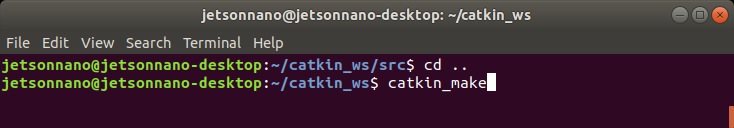 jetsonnano@jetsonnano-desktop: ~/catkin_ws
File Edit View Search Terminal Help
jetsonnano@jetsonnano-desktop:~/catkin_ws/src$ cd ..
jetsonnano@jetsonnano-desktop:~/catkin_ws$ catkin_make